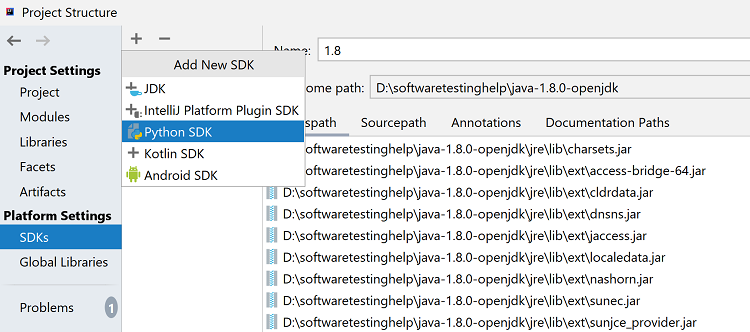 Project Structure
Project Settings
Project
Modules
Libraries
Facets
Artifacts
Platform Settings
SDKs
Global Libraries
Problems 1
Add New SDK
JDK
IntelliJ Platform Plugin SDK
Python SDK
Kotlin SDK
Android SDK
Name: 1.8
ome path: D:\softwaretestinghelp\java-1.8.0-openjdk
path Sourcepath Annotations Documentation Paths
softwaretestinghelp\java-1.8.0-openjdk\jre\lib\charsets.jar
softwaretestinghelp\java-1.8.0-openjdk\jre\lib\ext\access-bridge-64.jar
D:\softwaretestinghelp\java-1.8.0-openjdk\jre\lib\ext\cldrdata.jar
D:\softwaretestinghelp\java-1.8.0-openjdk\jre\lib\ext\dnsns.jar
D:\softwaretestinghelp\java-1.8.0-openjdk\jre\lib\ext\jaccess.jar
D:\softwaretestinghelp\java-1.8.0-openjdk\jre\lib\ext\localedata.jar
D:\softwaretestinghelp\java-1.8.0-openjdk\jre\lib\ext\nashorn.jar
D:\softwaretestinghelp\java-1.8.0-openjdk\jre\lib\ext\sunec.jar
D:\softwaretestinghelp\java-1.8.0-openjdk\jre\lib\ext\sunjce_provider.jar